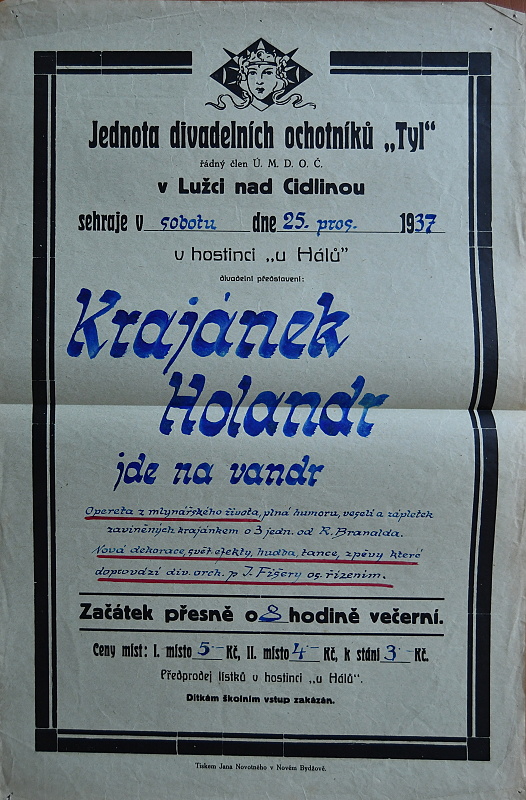 Jednota divadelních ochotníků „Tyl“
řádný člen Ú. M. D. O. Č.
v Lužci nad Cidlinou
sehraje v sobotu dne 25. pros. 1937
v hostinci „u Hálů“
divadelní představení:
Krajánek
Holandr
jde na vandr
Opereta z mlynářského života, plná humoru, veselí a zápletek
zaviněných krajánkem o 3 jedn. od R. Branalda.
Nová dekorace, svět. efekty, hudba, tance, zpěvy které
doprovází div. orch. p. J. Fišery os. řízením.
Začátek přesně o 8 hodině večerní.
Ceny míst: I. místo 5- Kč, II. místo 4- Kč, k stání 3- Kč.
Předprodej lístků v hostinci „u Hálů“.
Dítkám školním vstup zakázán.
Tiskem Jana Novotného v Novém Bydžově.